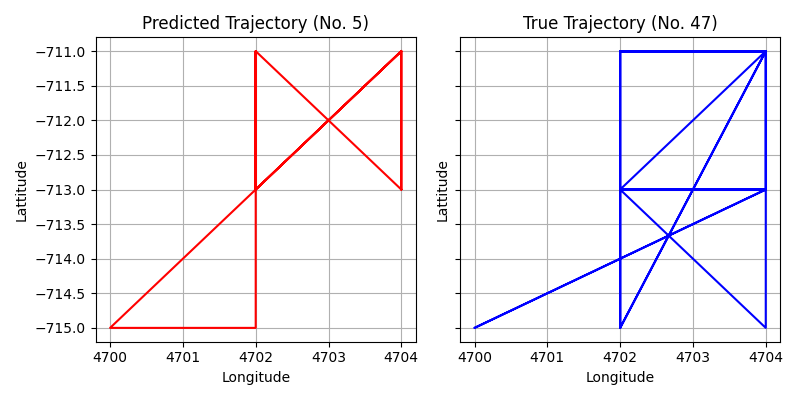 Predicted Trajectory (No. 5)
True Trajectory (No. 47)
−711.0
−711.5
−712.0
−712.5
−713.0
−713.5
−714.0
−714.5
−715.0
Lattitude
Lattitude
4700 4701 4702 4703 4704
4700 4701 4702 4703 4704
Longitude
Longitude